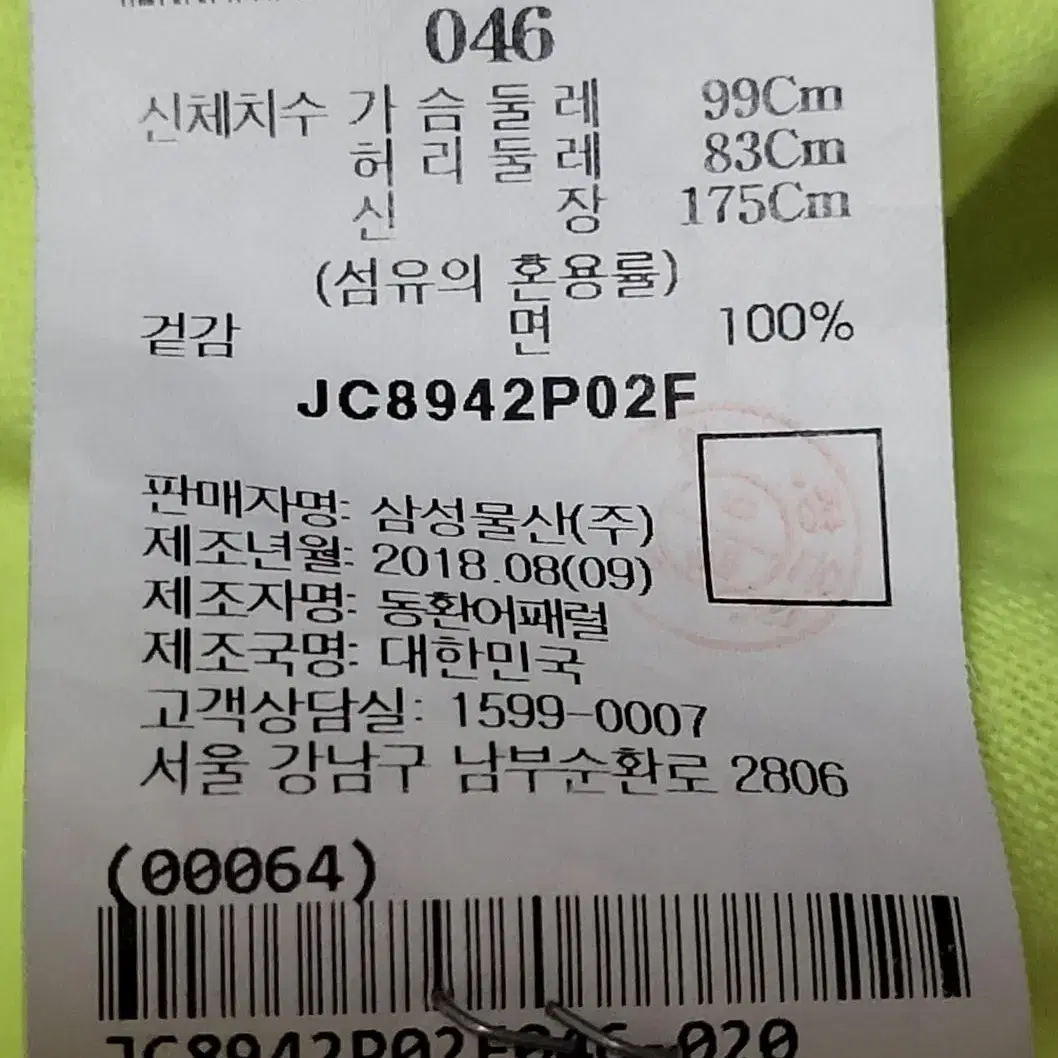 046
신체치수 가 슴 둘 레 99Cm
허 리 둘 레 83Cm
신 장 175Cm
(섬유의 혼용률)
겉감 면 100%
JC8942P02F
판매자명: 삼성물산(주)
제조년월: 2018.08(09)
제조자명: 동환어패럴
제조국명: 대한민국
고객상담실: 1599-0007
서울 강남구 남부순환로 2806
(00064)
JC8942P02F046-020